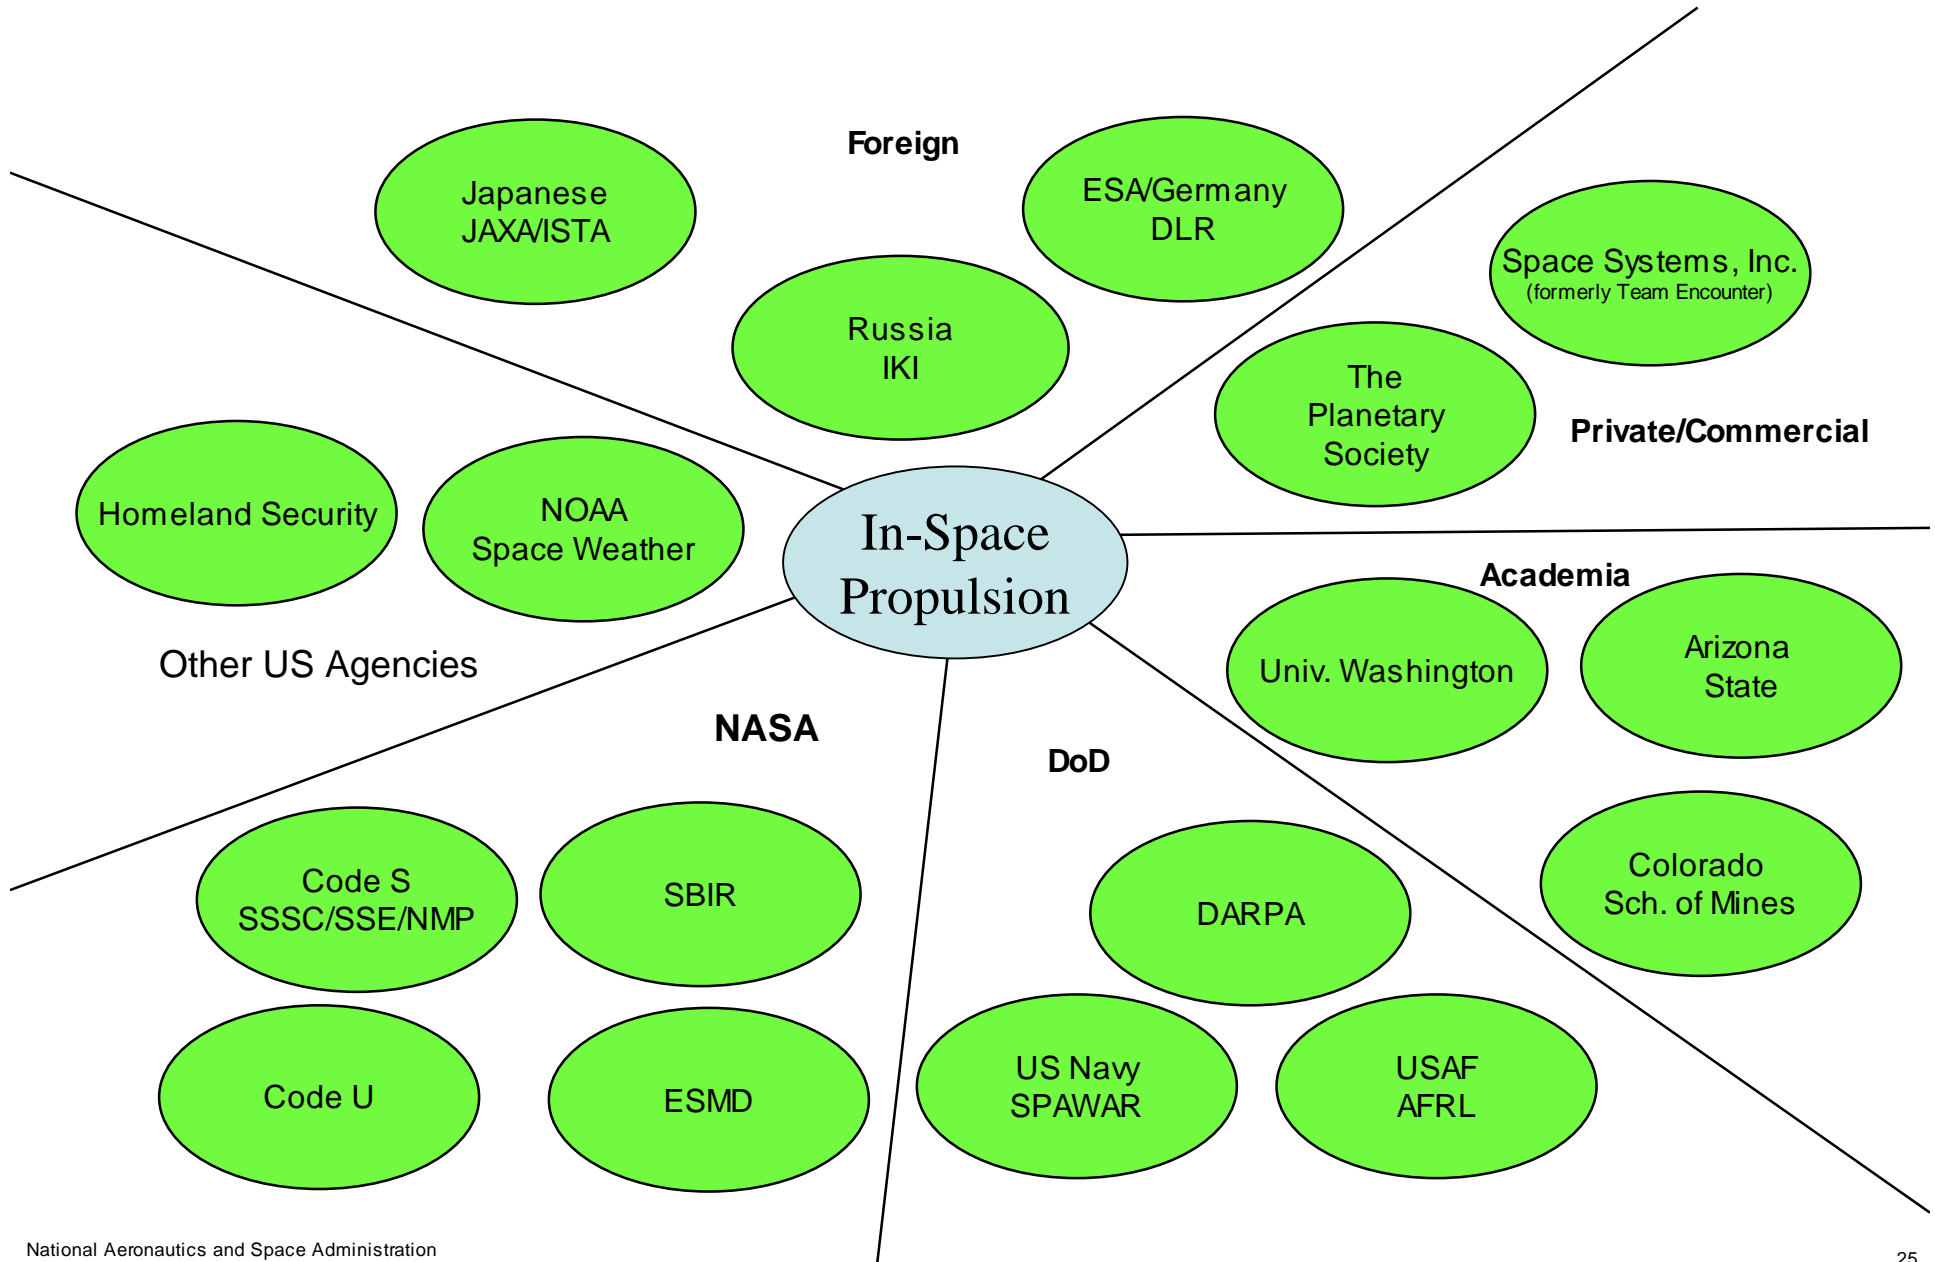 Foreign
Japanese
JAXA/ISTA
ESA/Germany
DLR
Russia
IKI
Space Systems, Inc.
(formerly Team Encounter)
The
Planetary
Society
Private/Commercial
Homeland Security
NOAA
Space Weather
Other US Agencies
In-Space
Propulsion
Academia
Univ. Washington
Arizona
State
Colorado
Sch. of Mines
NASA
Code S
SSSC/SSE/NMP
SBIR
Code U
ESMD
DoD
DARPA
US Navy
SPAWAR
USAF
AFRL
National Aeronautics and Space Administration
25